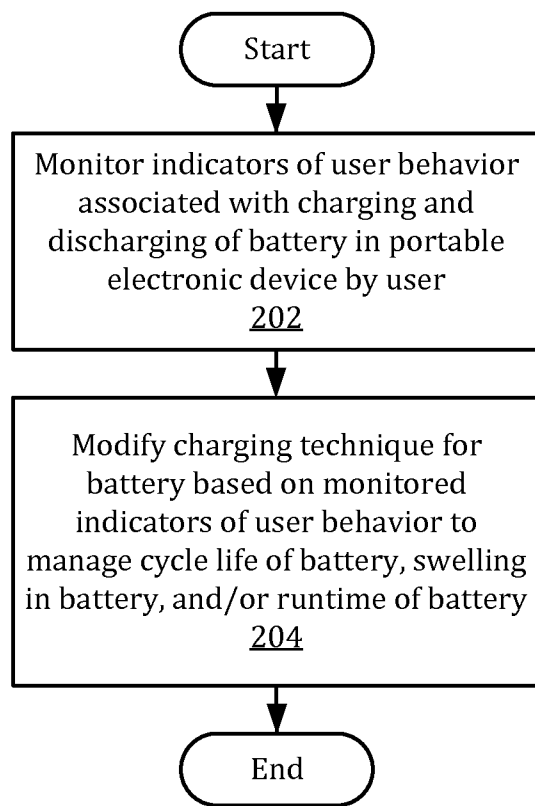 Start
Monitor indicators of user behavior
associated with charging and
discharging of battery in portable
electronic device by user
202
Modify charging technique for
battery based on monitored
indicators of user behavior to
manage cycle life of battery, swelling
in battery, and/or runtime of battery
204
End